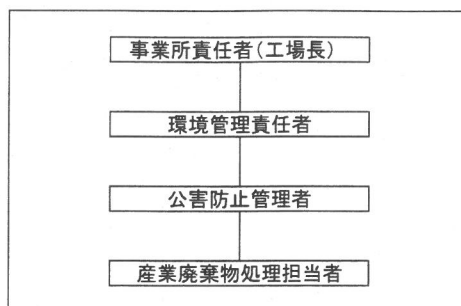 事業所責任者(工場長)
環境管理責任者
公害防止管理者
産業廃棄物処理担当者